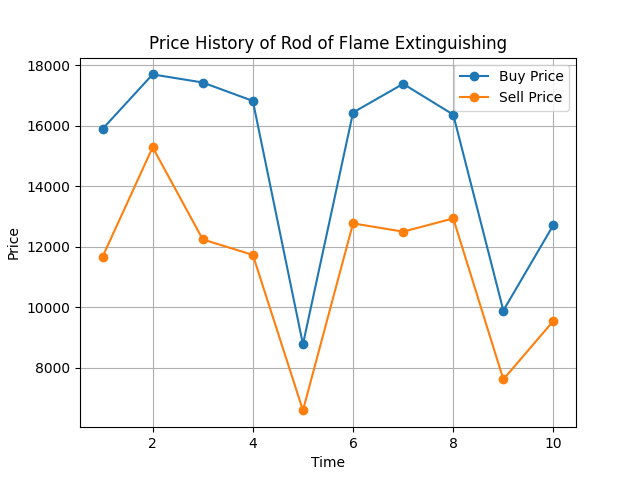 Price History of Rod of Flame Extinguishing
Buy Price
Sell Price
18000
16000
14000
12000
10000
8000
Price
2
4
6
8
10
Time